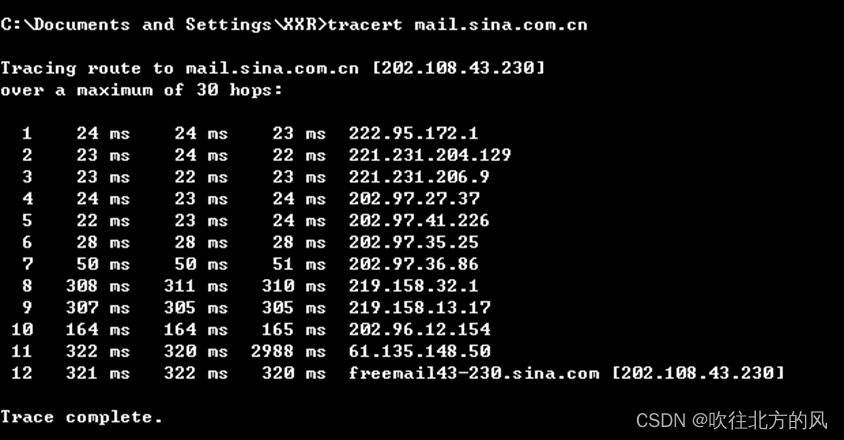 C:\Documents and Settings\XXR>tracert mail.sina.com.cn
Tracing route to mail.sina.com.cn [202.108.43.230]
over a maximum of 30 hops:
1 24 ms 24 ms 23 ms 222.95.172.1
2 23 ms 24 ms 22 ms 221.231.204.129
3 23 ms 22 ms 23 ms 221.231.206.9
4 24 ms 23 ms 24 ms 202.97.27.37
5 22 ms 23 ms 24 ms 202.97.41.226
6 28 ms 28 ms 28 ms 202.97.35.25
7 50 ms 50 ms 51 ms 202.97.36.86
8 308 ms 311 ms 310 ms 219.158.32.1
9 307 ms 305 ms 305 ms 219.158.13.17
10 164 ms 164 ms 165 ms 202.96.12.154
11 322 ms 320 ms 2988 ms 61.135.148.50
12 321 ms 322 ms 320 ms freemail43-230.sina.com [202.108.43.230]
Trace complete.
CSDN @吹往北方的风